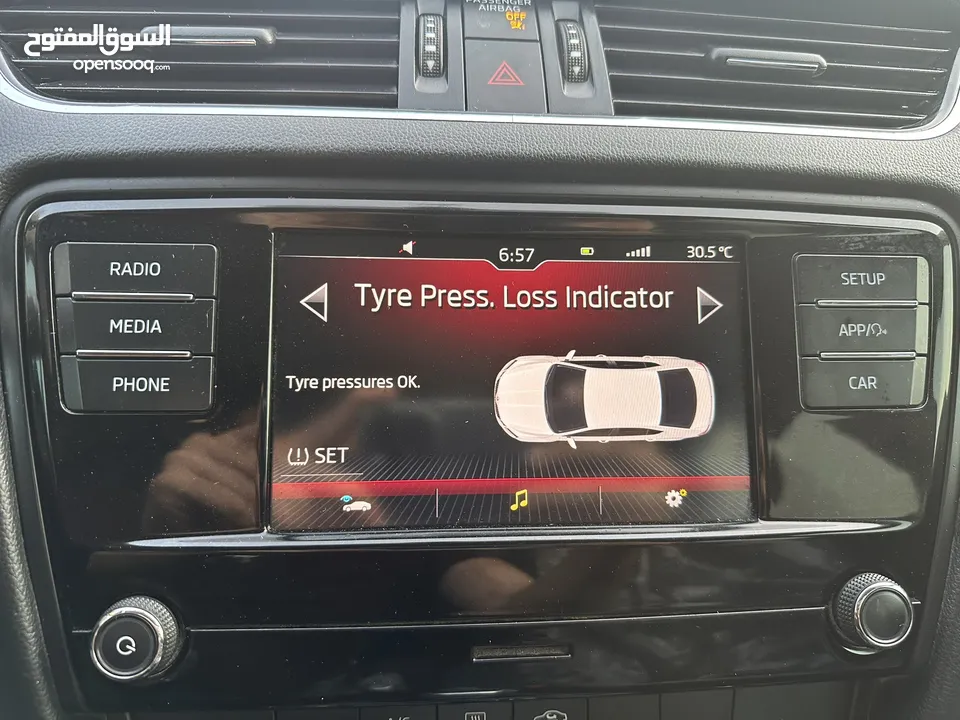 PASSENGER
AIRBAG
OFF
السوق المفتوح
opensooq.com
6:57
30.5 °C
RADIO
MEDIA
PHONE
Tyre Press. Loss Indicator
Tyre pressures OK.
SET
SETUP
APP/
CAR
A/C